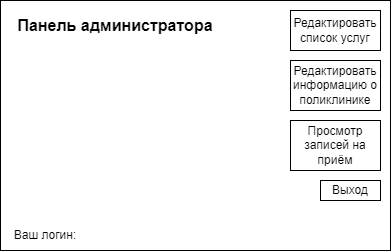 Панель администратора
Редактировать
список услуг
Редактировать
информацию о
поликлинике
Просмотр
записей на
приём
Выход
Ваш логин: